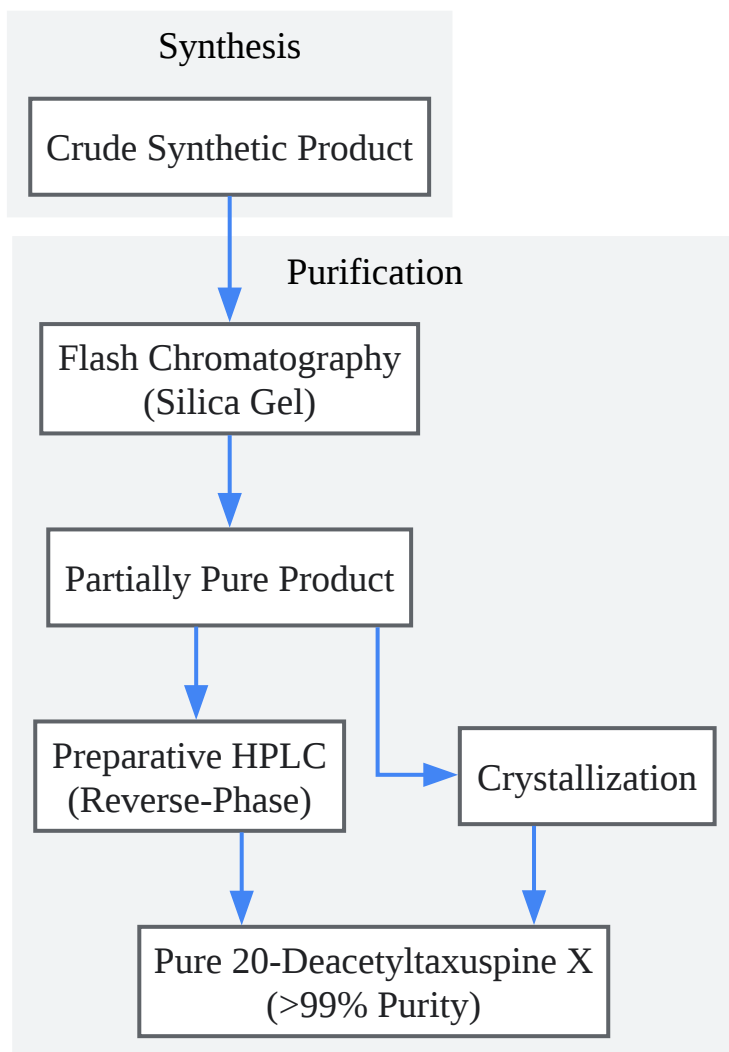 Synthesis
Crude Synthetic Product
Purification
Flash Chromatography
(Silica Gel)
Partially Pure Product
Preparative HPLC
(Reverse-Phase)
Crystallization
Pure 20-Deacetyltaxuspine X
(>99% Purity)